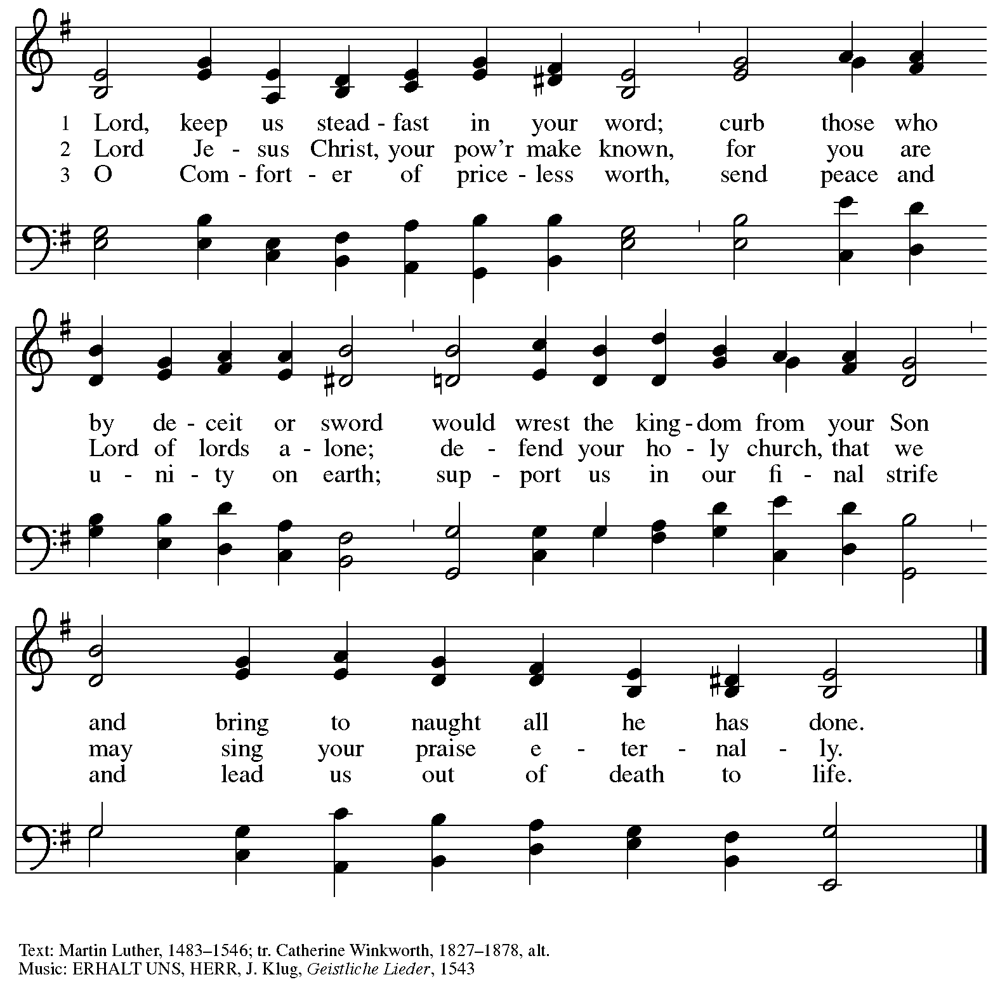 1 Lord, keep us stead - fast in your word; curb those who
2 Lord Je - sus Christ, your pow’r make known, for you are
3 O Com - fort - er of price - less worth, send peace and
by de - ceit or sword would wrest the king - dom from your Son
Lord of lords a - lone; de - fend your ho - ly church, that we
u - ni - ty on earth; sup - port us in our fi - nal strife
and bring to naught all he has done.
may sing your praise e - ter - nal - ly.
and lead us out of death to life.
Text: Martin Luther, 1483–1546; tr. Catherine Winkworth, 1827–1878, alt.
Music: ERHALT UNS, HERR, J. Klug, Geistliche Lieder, 1543